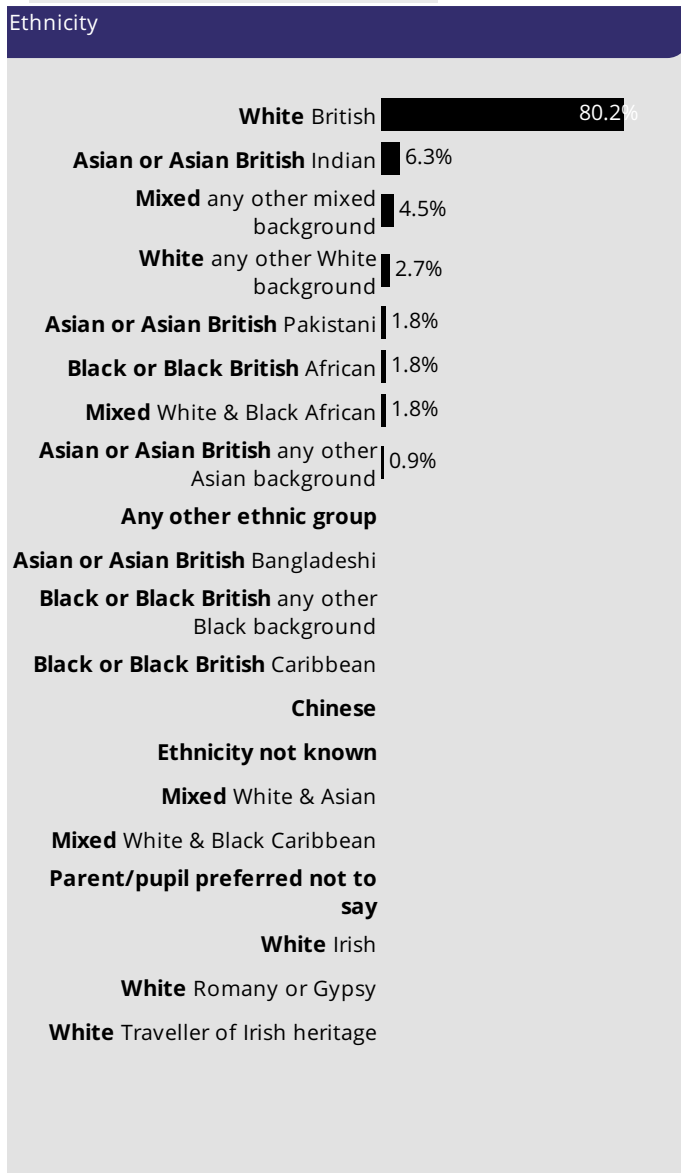 Ethnicity
White British 80.2%
Asian or Asian British Indian 6.3%
Mixed any other mixed
background 4.5%
White any other White
background 2.7%
Asian or Asian British Pakistani 1.8%
Black or Black British African 1.8%
Mixed White & Black African 1.8%
Asian or Asian British any other
Asian background 0.9%
Any other ethnic group
Asian or Asian British Bangladeshi
Black or Black British any other
Black background
Black or Black British Caribbean
Chinese
Ethnicity not known
Mixed White & Asian
Mixed White & Black Caribbean
Parent/pupil preferred not to
say
White Irish
White Romany or Gypsy
White Traveller of Irish heritage